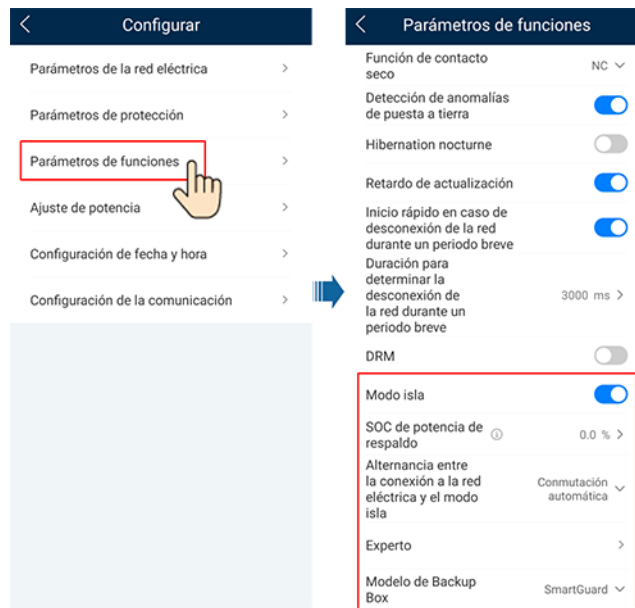 Configurar
Parámetros de la red eléctrica
Parámetros de protección
Parámetros de funciones
Ajuste de potencia
Configuración de fecha y hora
Configuración de la comunicación
Parámetros de funciones
Función de contacto
seco
NC
Detección de anomalías
de puesta a tierra
Hibernation nocturne
Retardo de actualización
Inicio rápido en caso de
desconexión de la red
durante un periodo breve
Duración para
determinar la
desconexión de
la red durante un
periodo breve
3000 ms
DRM
Modo isla
SOC de potencia de
respaldo
0.0 %
Alternancia entre
la conexión a la red
eléctrica y el modo
isla
Conmutación
automática
Experto
Modelo de Backup
Box
SmartGuard